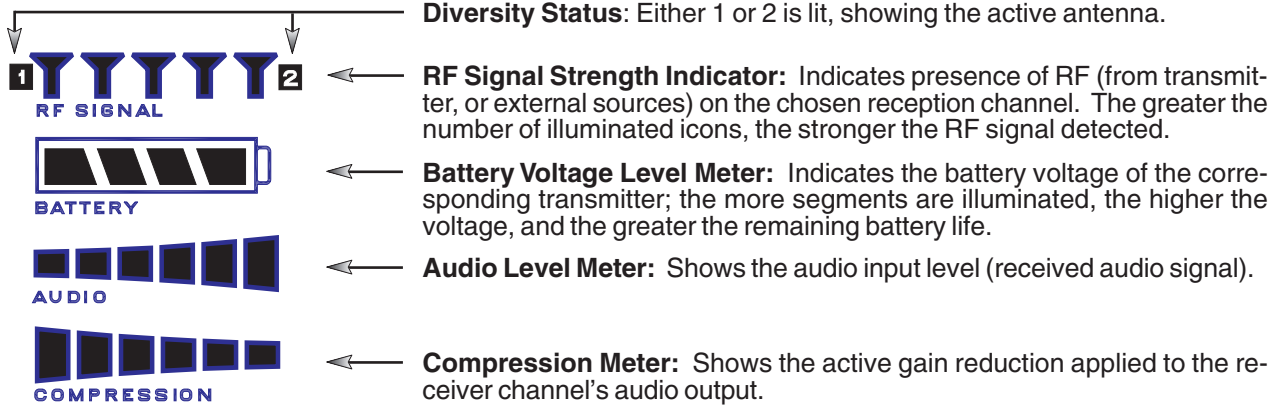 Diversity Status: Either 1 or 2 is lit, showing the active antenna.
1 2
RF SIGNAL
RF Signal Strength Indicator: Indicates presence of RF (from transmit-
ter, or external sources) on the chosen reception channel. The greater the
number of illuminated icons, the stronger the RF signal detected.
BATTERY
Battery Voltage Level Meter: Indicates the battery voltage of the corre-
sponding transmitter; the more segments are illuminated, the higher the
voltage, and the greater the remaining battery life.
AUDIO
Audio Level Meter: Shows the audio input level (received audio signal).
COMPRESSION
Compression Meter: Shows the active gain reduction applied to the re-
ceiver channel's audio output.